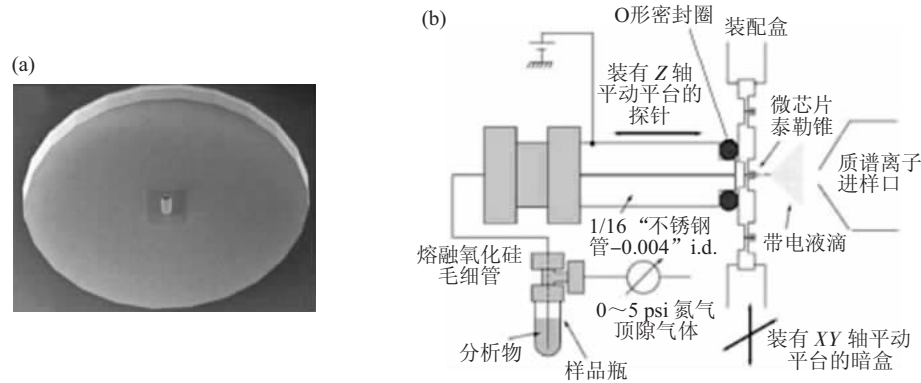 (a)
(b)
O形密封圈
装配盒
装有 Z 轴
平动平台的
探针
微芯片
泰勒锥
质谱离子
进样口
1/16“不锈钢
管–0.004”i.d.
带电液滴
熔融氧化硅
毛细管
0～5 psi 氮气
顶隙气体
分析物
样品瓶
装有 XY 轴平动
平台的暗盒